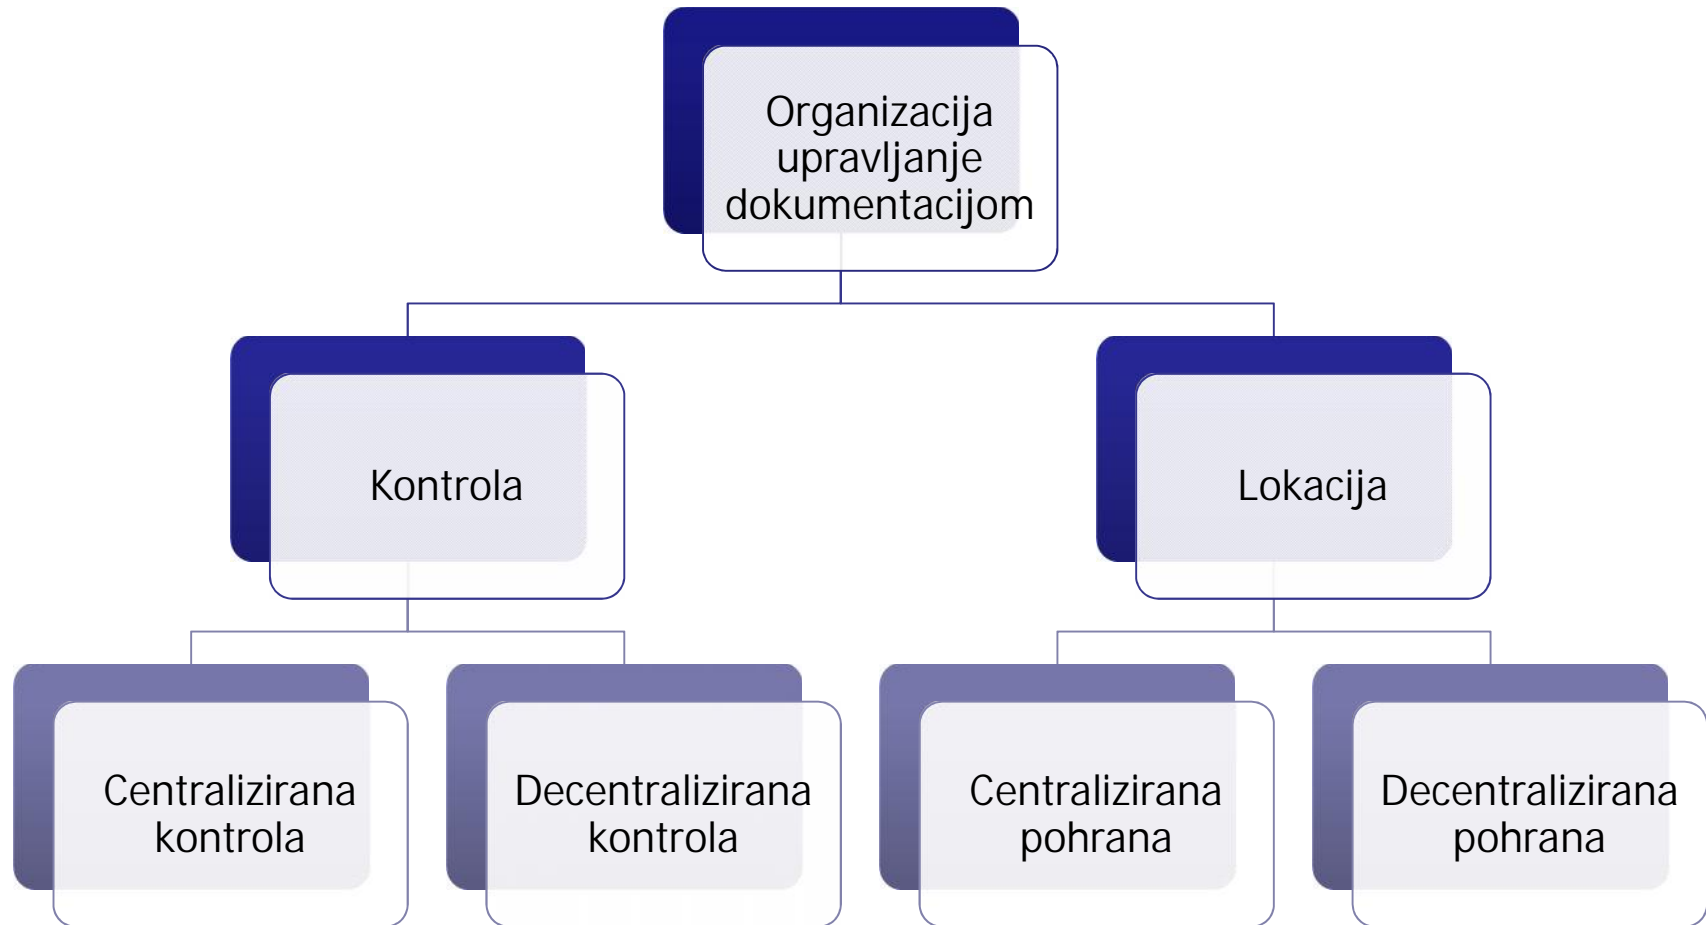 Organizacija
upravljanje
dokumentacijom
Kontrola
Lokacija
Centralizirana
kontrola
Decentralizirana
kontrola
Centralizirana
pohrana
Decentralizirana
pohrana